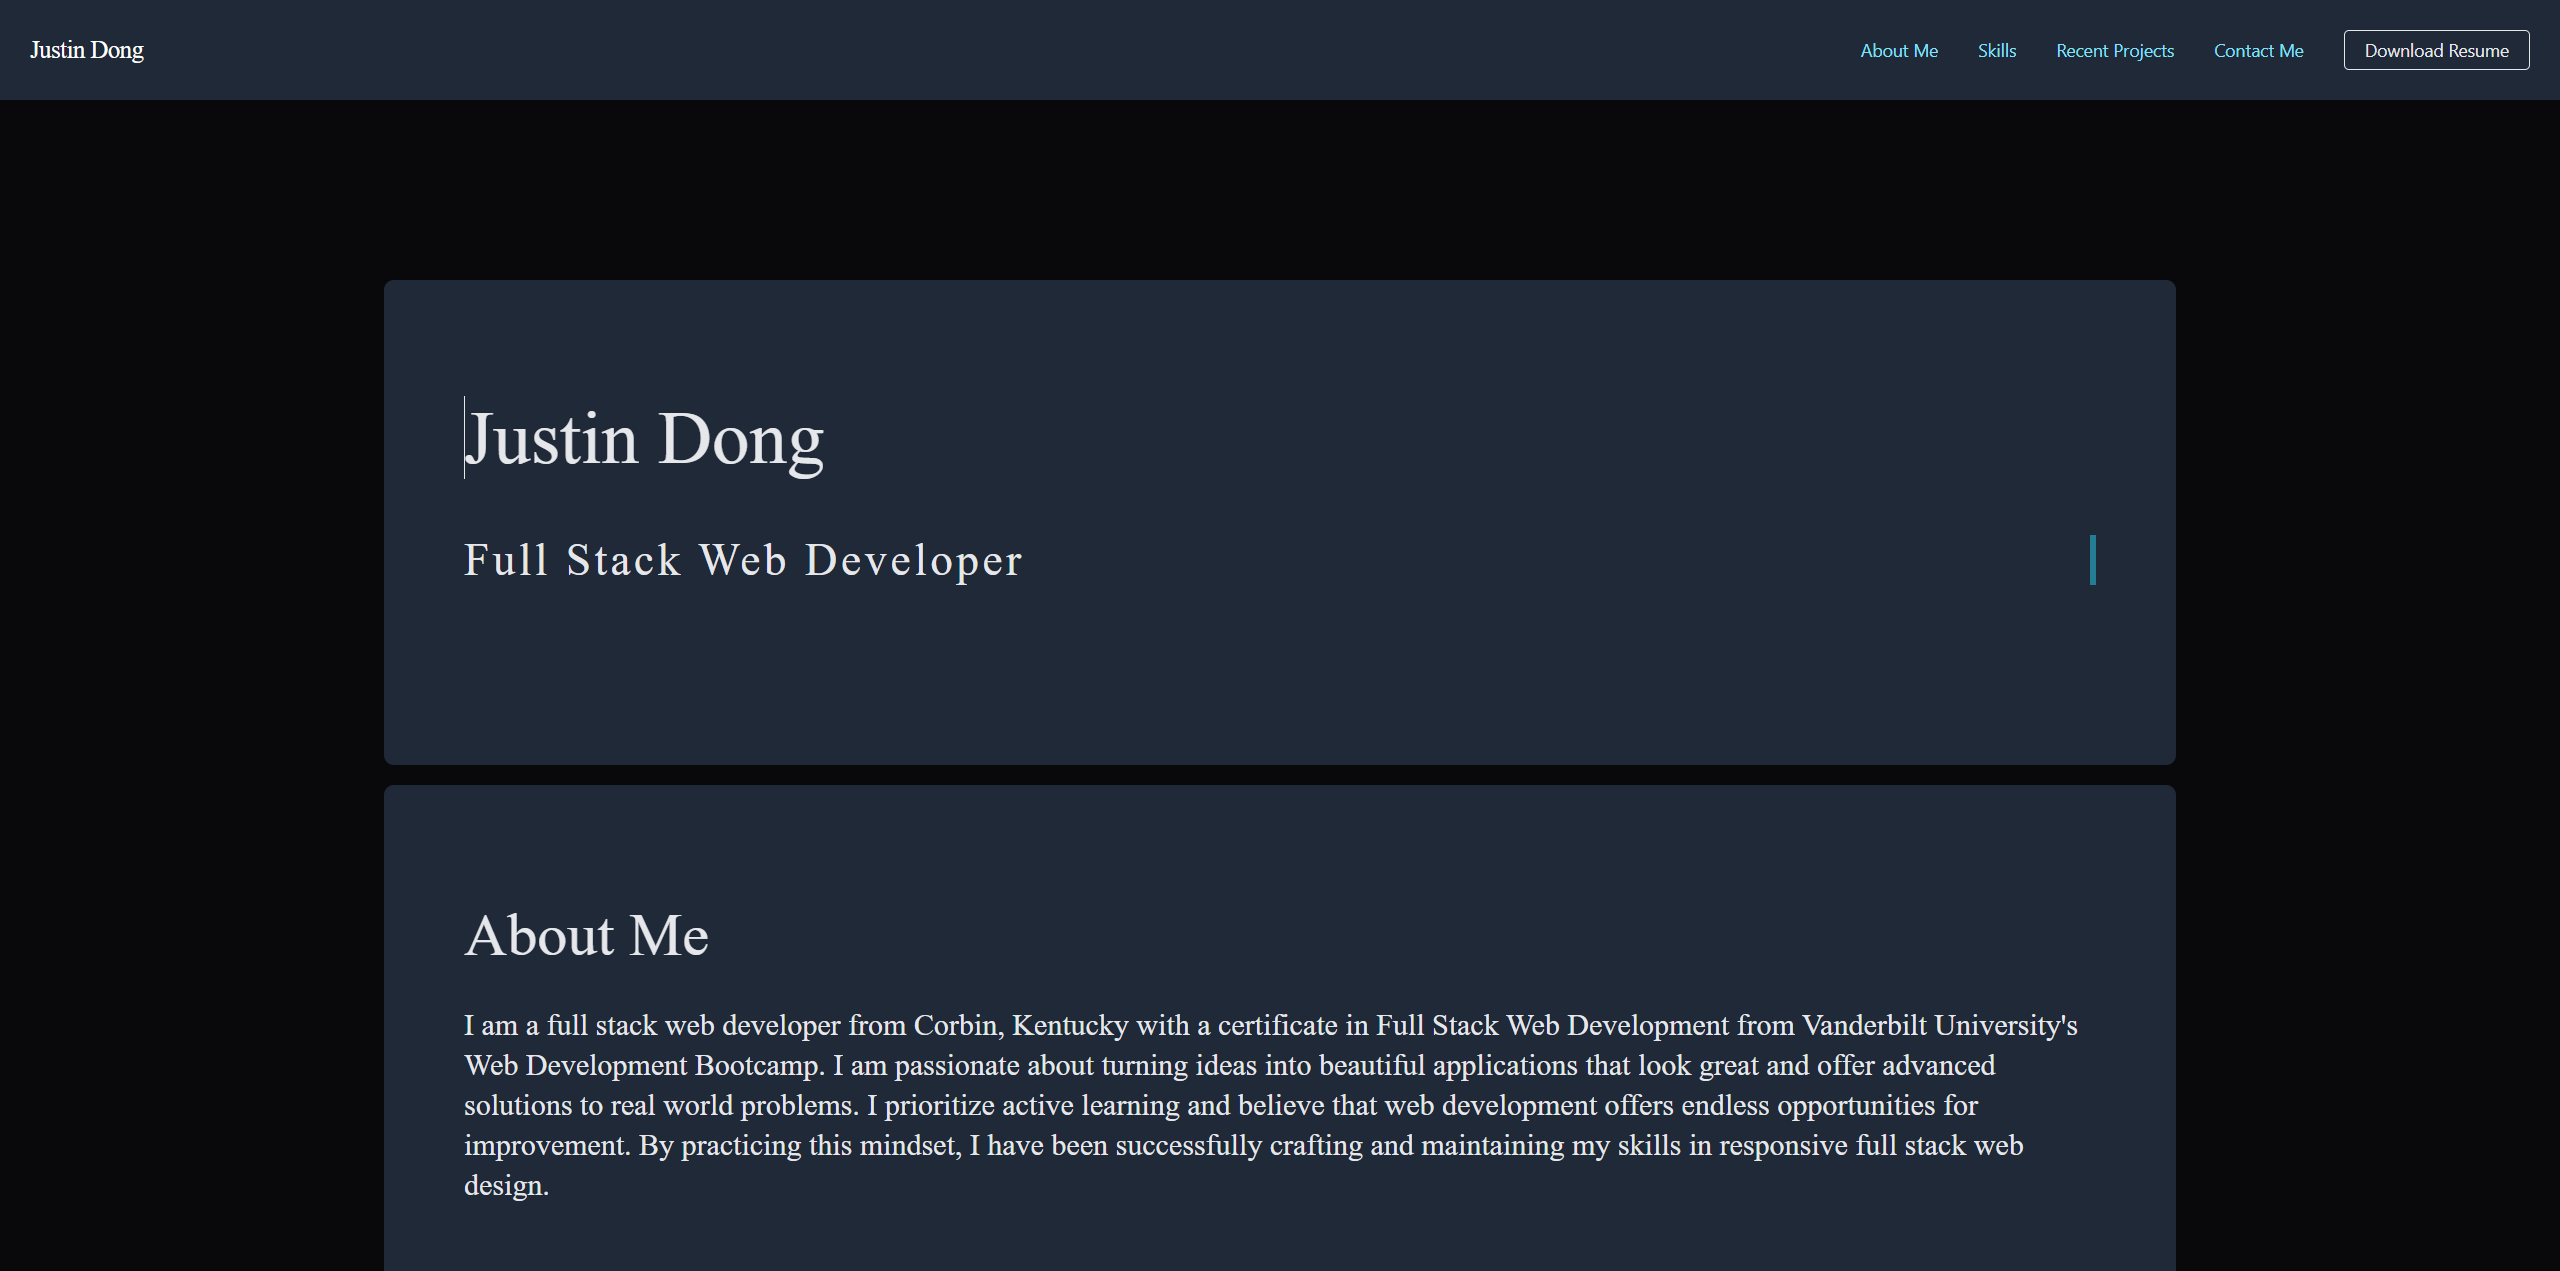 Justin Dong
About Me
Skills
Recent Projects
Contact Me
Download Resume
Justin Dong
Full Stack Web Developer
About Me
I am a full stack web developer from Corbin, Kentucky with a certificate in Full Stack Web Development from Vanderbilt University's
Web Development Bootcamp. I am passionate about turning ideas into beautiful applications that look great and offer advanced
solutions to real world problems. I prioritize active learning and believe that web development offers endless opportunities for
improvement. By practicing this mindset, I have been successfully crafting and maintaining my skills in responsive full stack web
design.